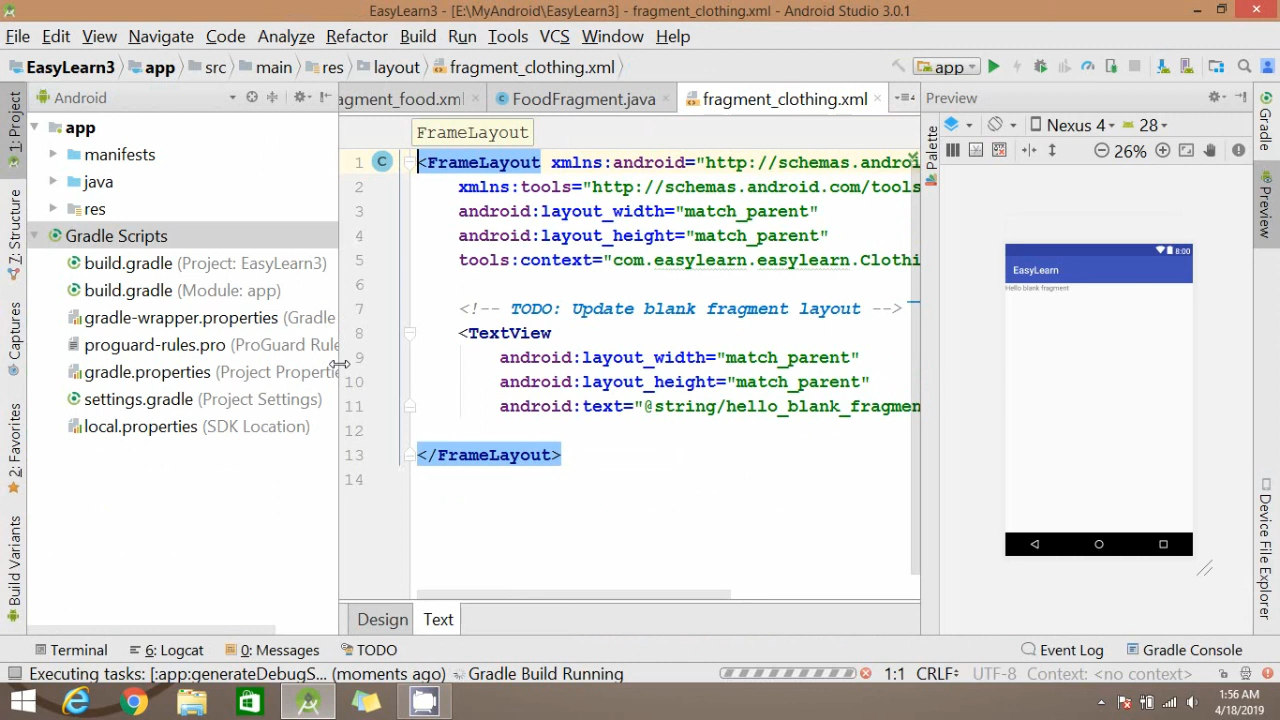 EasyLearn3 - [E:\MyAndroid\EasyLearn3] - fragment_clothing.xml - Android Studio 3.0.1
File Edit View Navigate Code Analyze Refactor Build Run Tools VCS Window Help
EasyLearn3 app src main res layout fragment_clothing.xml app
Android agment_food.xml FoodFragment.java fragment_clothing.xml Preview
FrameLayout Nexus 4 28
26%
1: Project
Z: Structure
Captures
2: Favorites
Build Variants
app
manifests
java
res
Gradle Scripts
build.gradle (Project: EasyLearn3)
build.gradle (Module: app)
gradle-wrapper.properties (Gradle
proguard-rules.pro (ProGuard Rule
gradle.properties (Project Properti
settings.gradle (Project Settings)
local.properties (SDK Location)
1 <FrameLayout xmlns:android="http://schemas.androi
2 xmlns:tools="http://schemas.android.com/tools
3 android:layout_width="match_parent"
4 android:layout_height="match_parent"
5 tools:context="com.easylearn.easylearn.Clothi
6
7 <!-- TODO: Update blank fragment layout -->
8 <TextView
9 android:layout_width="match_parent"
10 android:layout_height="match_parent"
11 android:text="@string/hello_blank_fragmen
12
13 </FrameLayout>
14
Design Text
Palette
8:00
EasyLearn
Hello blank fragment
Gradle
Preview
Device File Explorer
Terminal 6: Logcat 0: Messages TODO Event Log Gradle Console
Executing tasks: [:app:generateDebugS... (moments ago) Gradle Build Running 1:1 CRLF÷ UTF-8 Context: <no context>
1:56 AM
4/18/2019